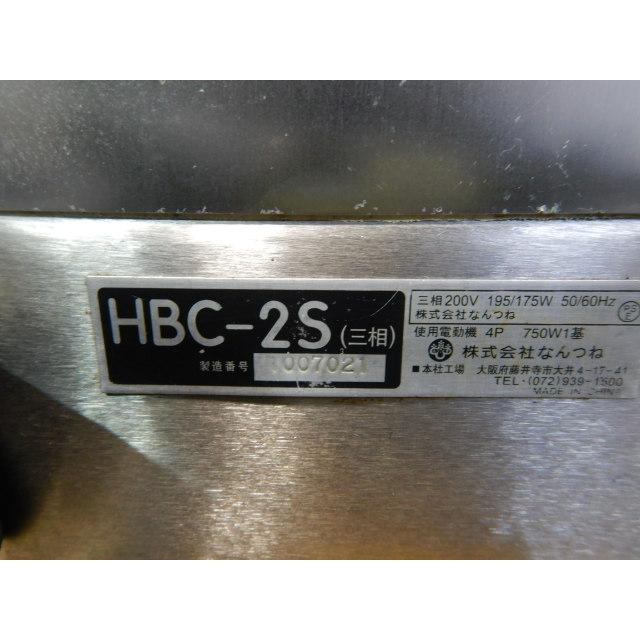 HBC-2S (三相)
製造番号 1007021
三相200V 195/175W 50/60Hz
株式会社なんつね
使用電動機 4P 750W1基
株式会社なんつね
■本社工場 大阪府藤井寺市大井4-17-41
TEL・(072)939-1500
MADE IN CHINA